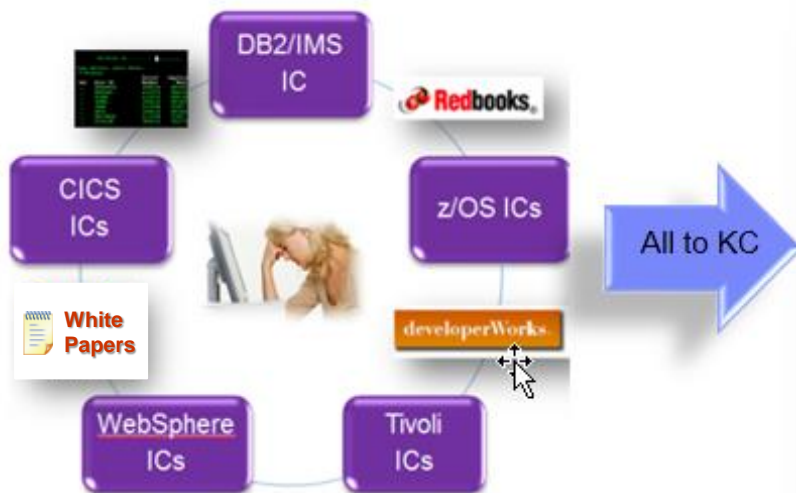 DB2/IMS
IC
Redbooks®
CICS
ICs
z/OS ICs
All to KC
White
Papers
developerWorks.
WebSphere
ICs
Tivoli
ICs